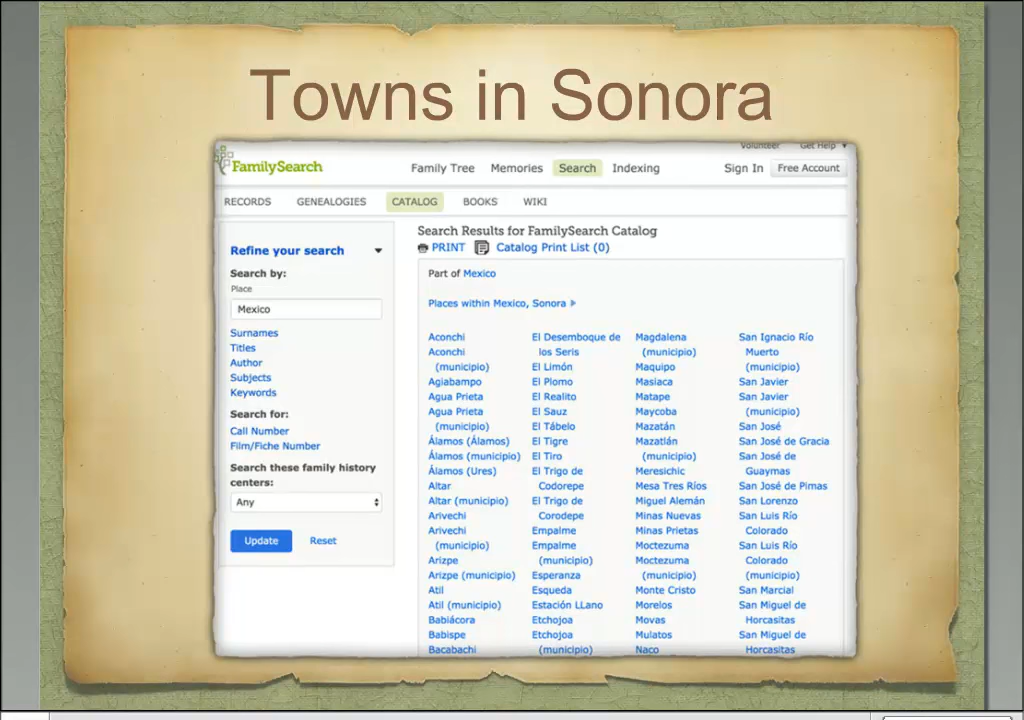 Towns in Sonora
Volunteer Get Help
FamilySearch
Family Tree Memories Search Indexing Sign In Free Account
RECORDS GENEALOGIES CATALOG BOOKS WIKI
Refine your search
Search by:
Place
Mexico
Surnames
Titles
Author
Subjects
Keywords
Search for:
Call Number
Film/Fiche Number
Search these family history
centers:
Any
Update Reset
Search Results for FamilySearch Catalog
PRINT Catalog Print List (0)
Part of Mexico
Places within Mexico, Sonora
Aconchi
Aconchi
(municipio)
Agiabampo
Agua Prieta
Agua Prieta
(municipio)
Álamos (Álamos)
Álamos (municipio)
Álamos (Ures)
Altar
Altar (municipio)
Arivechi
Arivechi
(municipio)
Arizpe
Arizpe (municipio)
Atil
Atil (municipio)
Babiácora
Babispe
Bacabachi
El Desemboque de
los Seris
El Limón
El Plomo
El Realito
El Sauz
El Tábelo
El Tigre
El Tiro
El Trigo de
Codorepe
El Trigo de
Corodepe
Empalme
Empalme
(municipio)
Esperanza
Esqueda
Estación LLano
Etchojoa
Etchojoa
(municipio)
Magdalena
(municipio)
Maquipo
Masiaca
Matape
Maycoba
Mazatán
Mazatlán
(municipio)
Meresichic
Mesa Tres Ríos
Miguel Alemán
Minas Nuevas
Minas Prietas
Moctezuma
Moctezuma
(municipio)
Monte Cristo
Morelos
Movas
Mulatos
Naco
San Ignacio Río
Muerto
(municipio)
San Javier
San Javier
(municipio)
San José
San José de Gracia
San José de
Guaymas
San José de Pimas
San Lorenzo
San Luis Río
Colorado
San Luis Río
Colorado
(municipio)
San Marcial
San Miguel de
Horcasitas
San Miguel de
Horcasitas